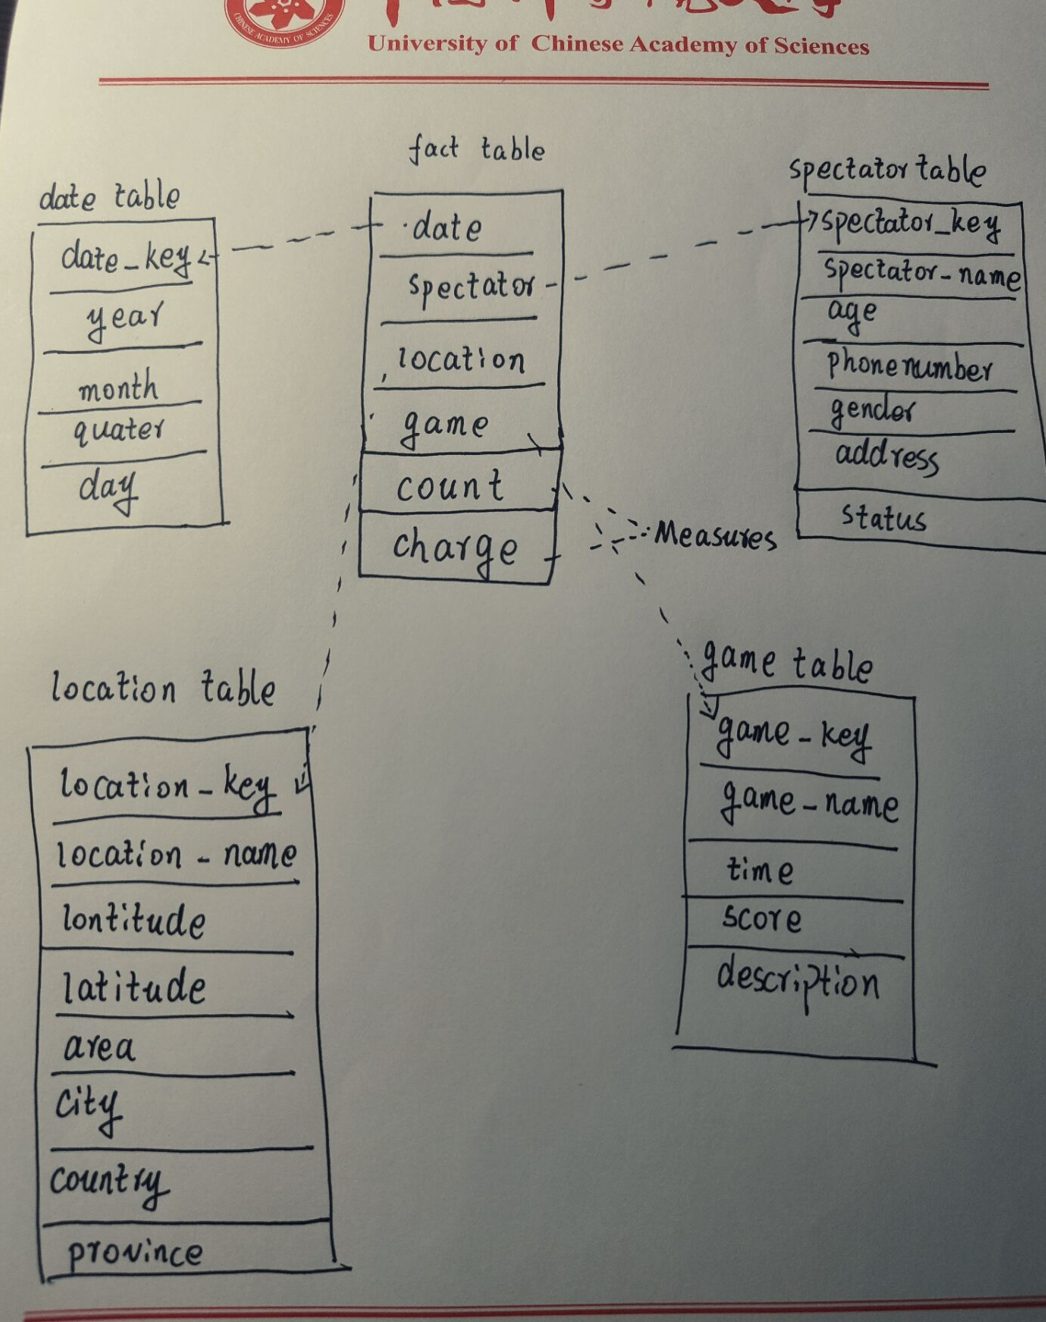 CHINESE ACADEMY OF SCIENCES
University of Chinese Academy of Sciences
fact table
date
spectator
location
game
count
charge
Measures
date table
date_key
year
month
quater
day
spectator table
spectator_key
spectator-name
age
phonenumber
gender
address
status
location table
location-key
location-name
lontitude
latitude
area
city
country
province
game table
game-key
game-name
time
score
description